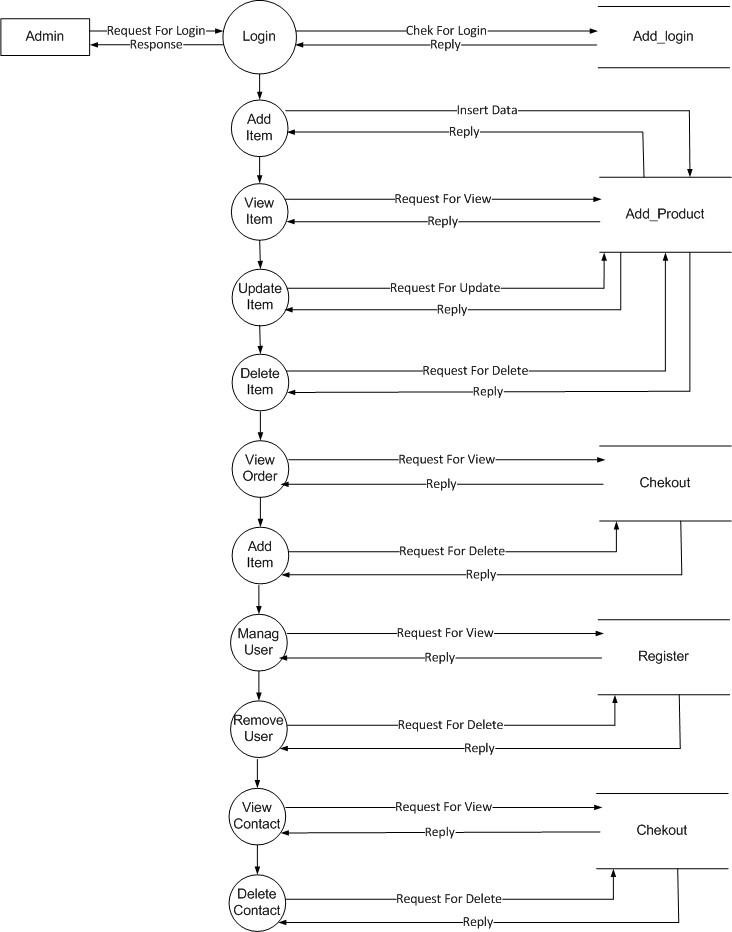 Admin
Request For Login
Response
Login
Chek For Login
Reply
Add_login
Add
Item
Insert Data
Reply
View
Item
Request For View
Reply
Add_Product
Update
Item
Request For Update
Reply
Delete
Item
Request For Delete
Reply
View
Order
Request For View
Reply
Chekout
Add
Item
Request For Delete
Reply
Manag
User
Request For View
Reply
Register
Remove
User
Request For Delete
Reply
View
Contact
Request For View
Reply
Chekout
Delete
Contact
Request For Delete
Reply